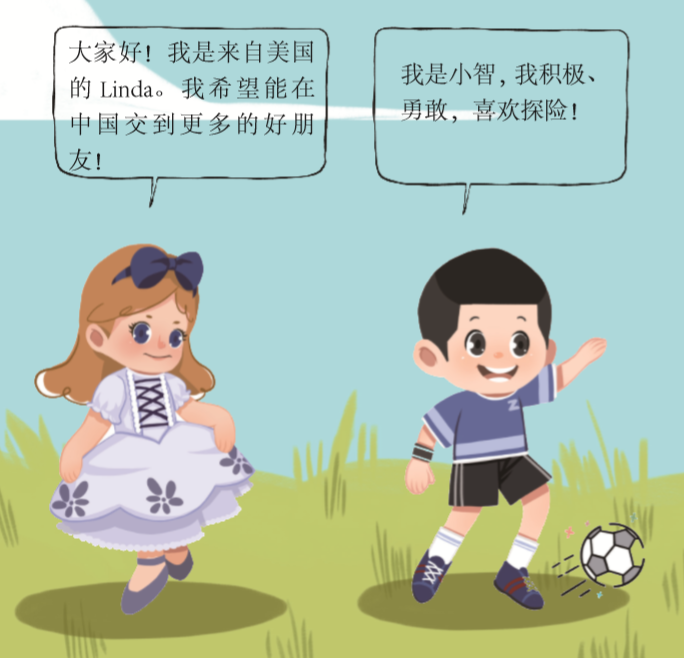 大家好！我是来自美国
的 Linda。我希望能在
中国交到更多的好朋
友！
我是小智，我积极、
勇敢，喜欢探险！
Z